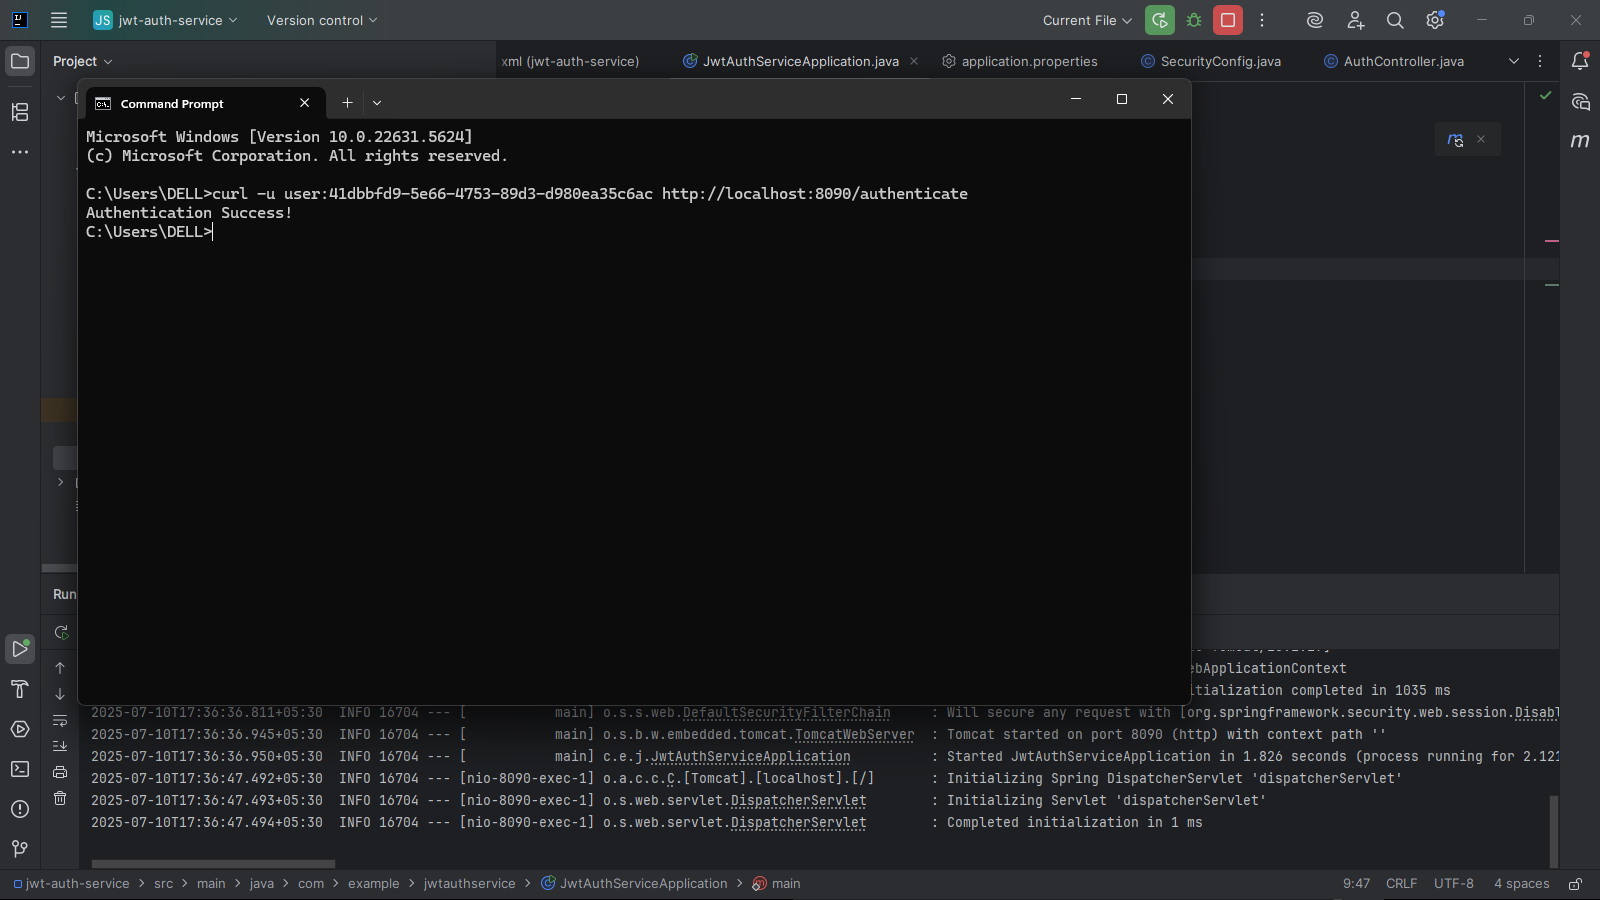 JS jwt-auth-service Version control Current File
Project
xml (jwt-auth-service) JwtAuthServiceApplication.java application.properties SecurityConfig.java AuthController.java
Command Prompt
Microsoft Windows [Version 10.0.22631.5624]
(c) Microsoft Corporation. All rights reserved.
C:\Users\DELL>curl -u user:41dbbfd9-5e66-4753-89d3-d980ea35c6ac http://localhost:8090/authenticate
Authentication Success!
C:\Users\DELL>
Run
ebApplicationContext
itialization completed in 1035 ms
2025-07-10T17:36:36.811+05:30 INFO 16704 --- [ main] o.s.s.web.DefaultSecurityFilterChain : Will secure any request with [org.springframework.security.web.session.Disabl
2025-07-10T17:36:36.945+05:30 INFO 16704 --- [ main] o.s.b.w.embedded.tomcat.TomcatWebServer : Tomcat started on port 8090 (http) with context path ''
2025-07-10T17:36:36.950+05:30 INFO 16704 --- [ main] c.e.j.JwtAuthServiceApplication : Started JwtAuthServiceApplication in 1.826 seconds (process running for 2.121
2025-07-10T17:36:47.492+05:30 INFO 16704 --- [nio-8090-exec-1] o.a.c.c.C.[Tomcat].[localhost].[/] : Initializing Spring DispatcherServlet 'dispatcherServlet'
2025-07-10T17:36:47.493+05:30 INFO 16704 --- [nio-8090-exec-1] o.s.web.servlet.DispatcherServlet : Initializing Servlet 'dispatcherServlet'
2025-07-10T17:36:47.494+05:30 INFO 16704 --- [nio-8090-exec-1] o.s.web.servlet.DispatcherServlet : Completed initialization in 1 ms
jwt-auth-service > src > main > java > com > example > jwtauthservice > JwtAuthServiceApplication > main 9:47 CRLF UTF-8 4 spaces